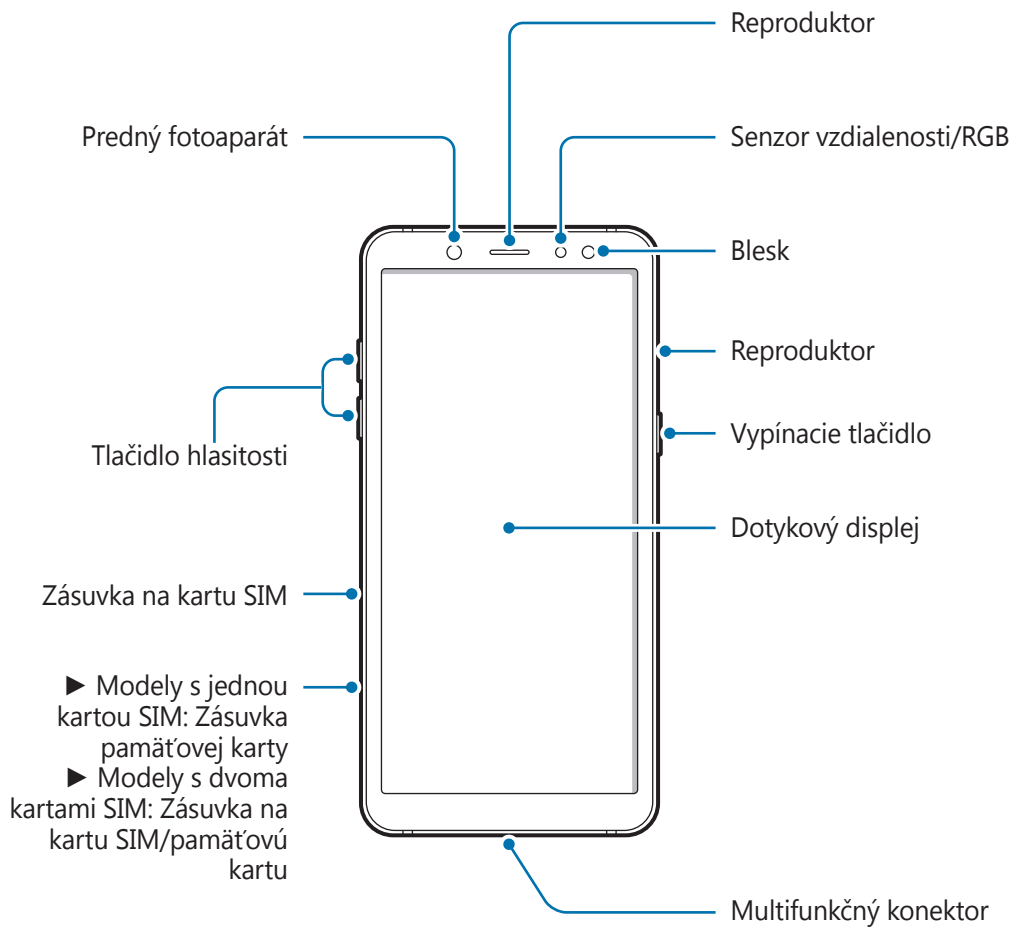 Reproduktor
Predný fotoaparát
Senzor vzdialenosti/RGB
Blesk
Reproduktor
Vypínacie tlačidlo
Tlačidlo hlasitosti
Dotykový displej
Zásuvka na kartu SIM
► Modely s jednou
kartou SIM: Zásuvka
pamäťovej karty
► Modely s dvoma
kartami SIM: Zásuvka na
kartu SIM/pamäťovú
kartu
Multifunkčný konektor